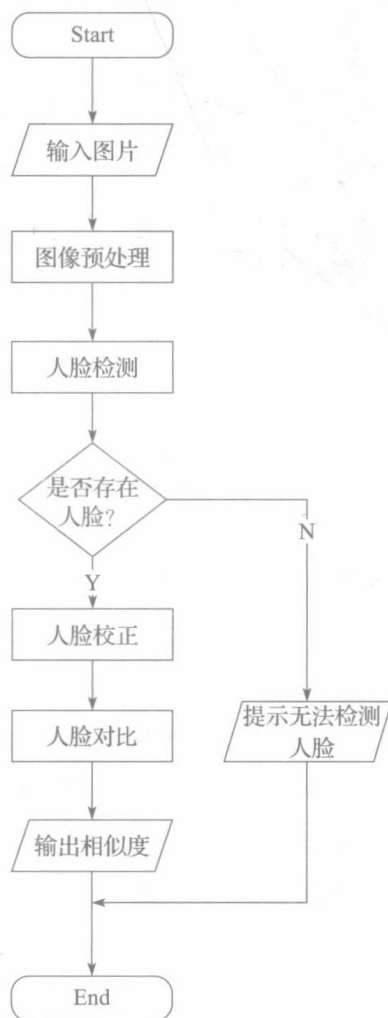 Start
输入图片
图像预处理
人脸检测
是否存在
人脸?
N
Y
人脸校正
人脸对比
提示无法检测
人脸
输出相似度
End